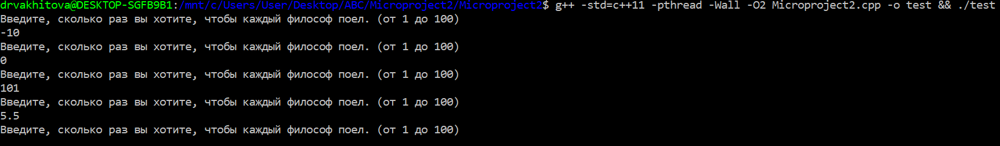 drvakhitova@DESKTOP-SGFB9B1:/mnt/c/Users/User/Desktop/ABC/Microproject2/Microproject2$ g++ -std=c++11 -pthread -Wall -O2 Microproject2.cpp -o test && ./test
Введите, сколько раз вы хотите, чтобы каждый философ поел. (от 1 до 100)
-10
Введите, сколько раз вы хотите, чтобы каждый философ поел. (от 1 до 100)
0
Введите, сколько раз вы хотите, чтобы каждый философ поел. (от 1 до 100)
101
Введите, сколько раз вы хотите, чтобы каждый философ поел. (от 1 до 100)
5.5
Введите, сколько раз вы хотите, чтобы каждый философ поел. (от 1 до 100)